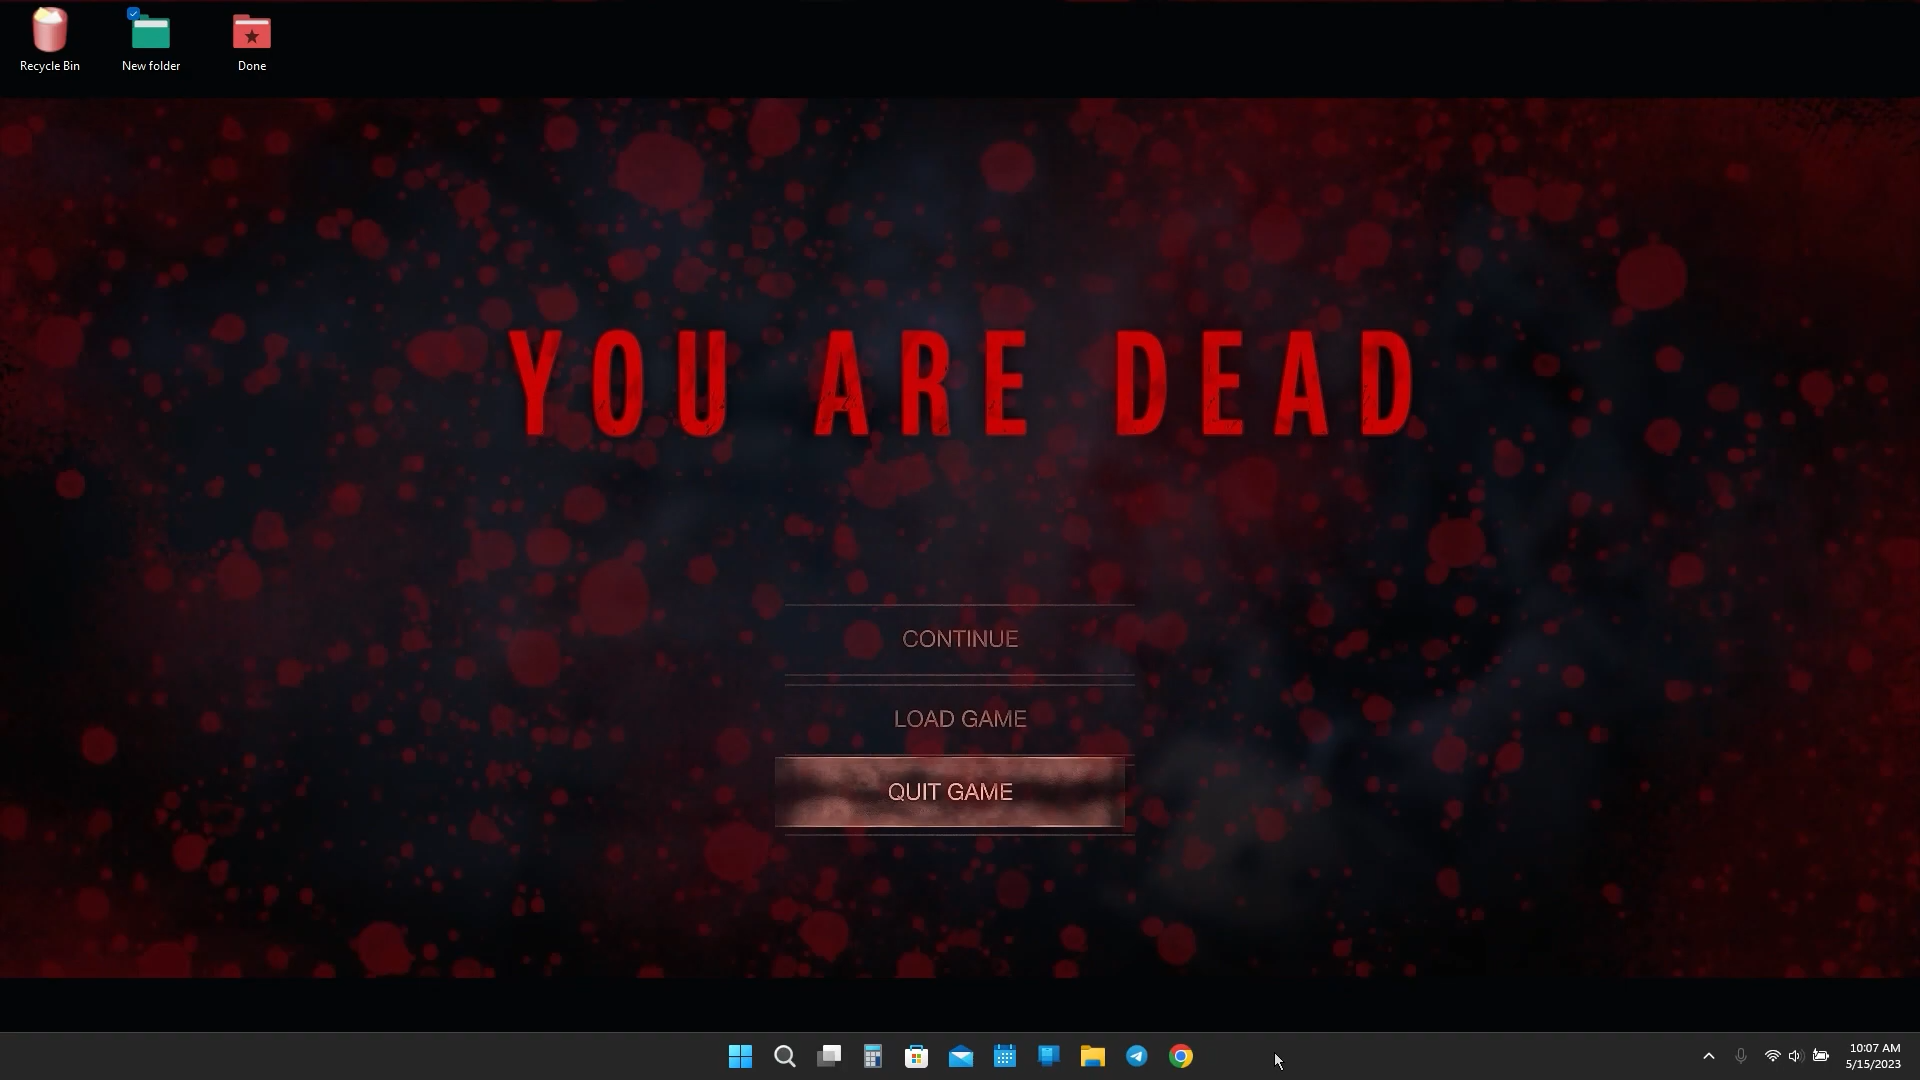 Recycle Bin
New folder
Done
YOU ARE DEAD
CONTINUE
LOAD GAME
QUIT GAME
10:07 AM
5/15/2023